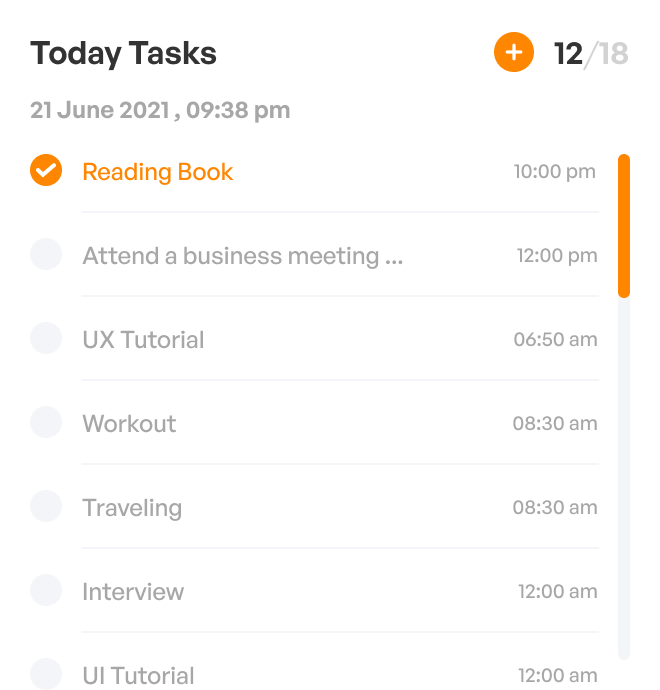 Today Tasks + 12/18
21 June 2021 , 09:38 pm
Reading Book 10:00 pm
Attend a business meeting ... 12:00 pm
UX Tutorial 06:50 am
Workout 08:30 am
Traveling 08:30 am
Interview 12:00 am
UI Tutorial 12:00 am